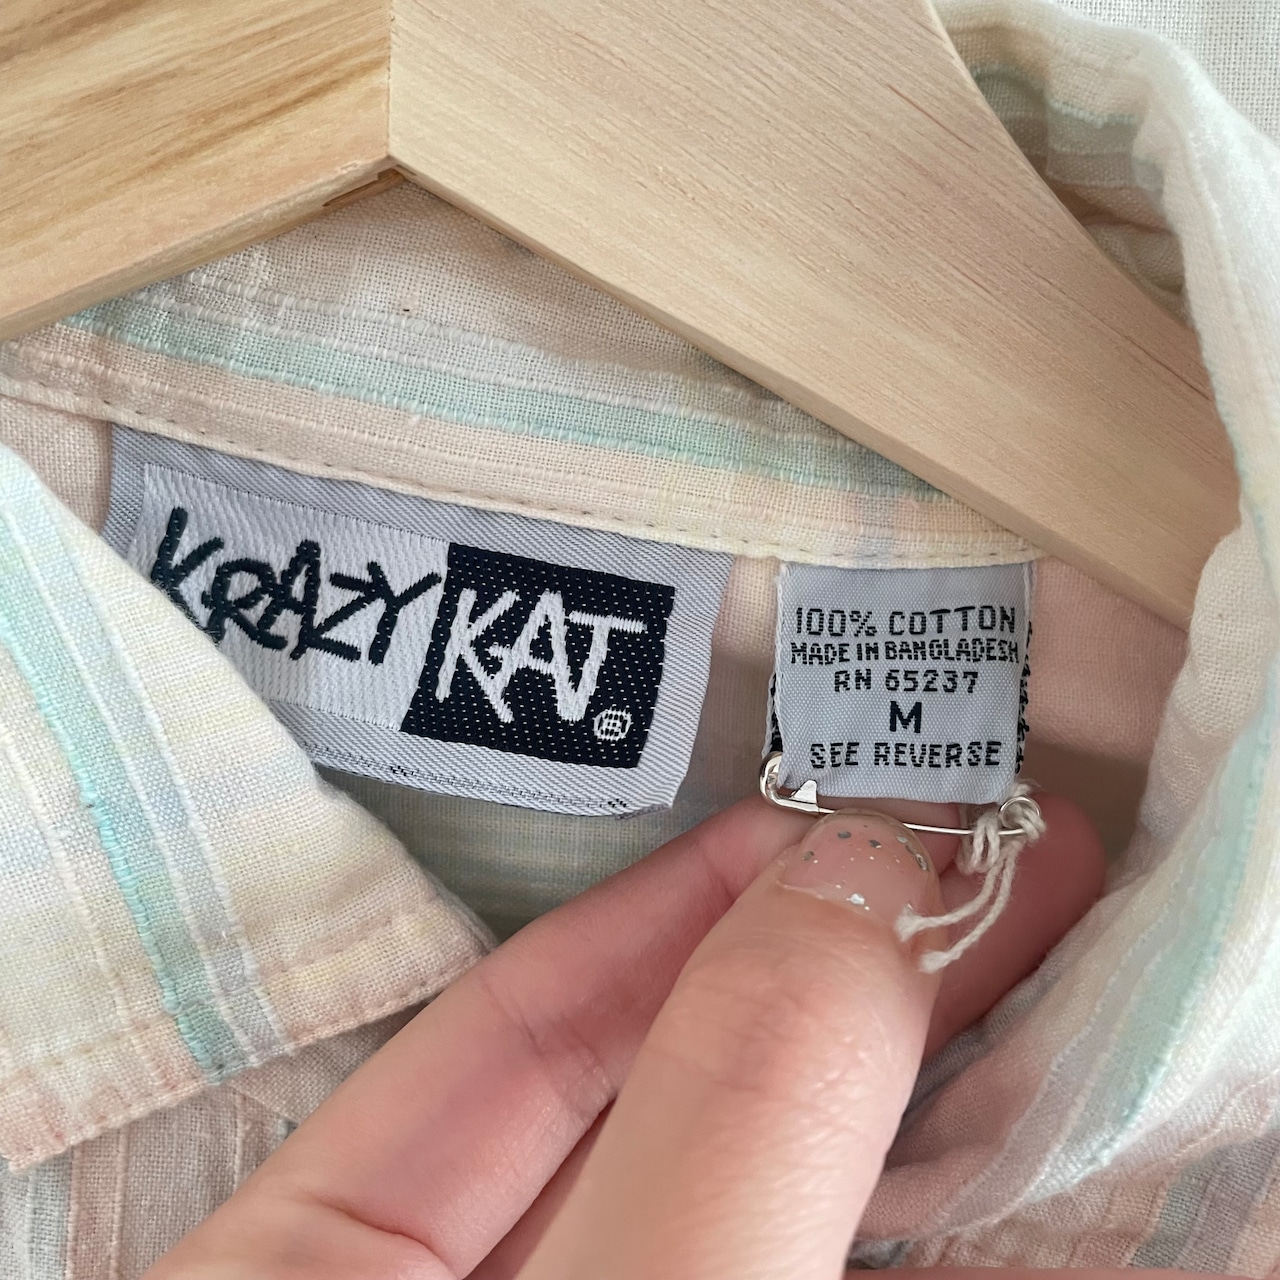 KRAZY KAT ®
100% COTTON
MADE IN BANGLADESH
RN 65237
M
SEE REVERSE